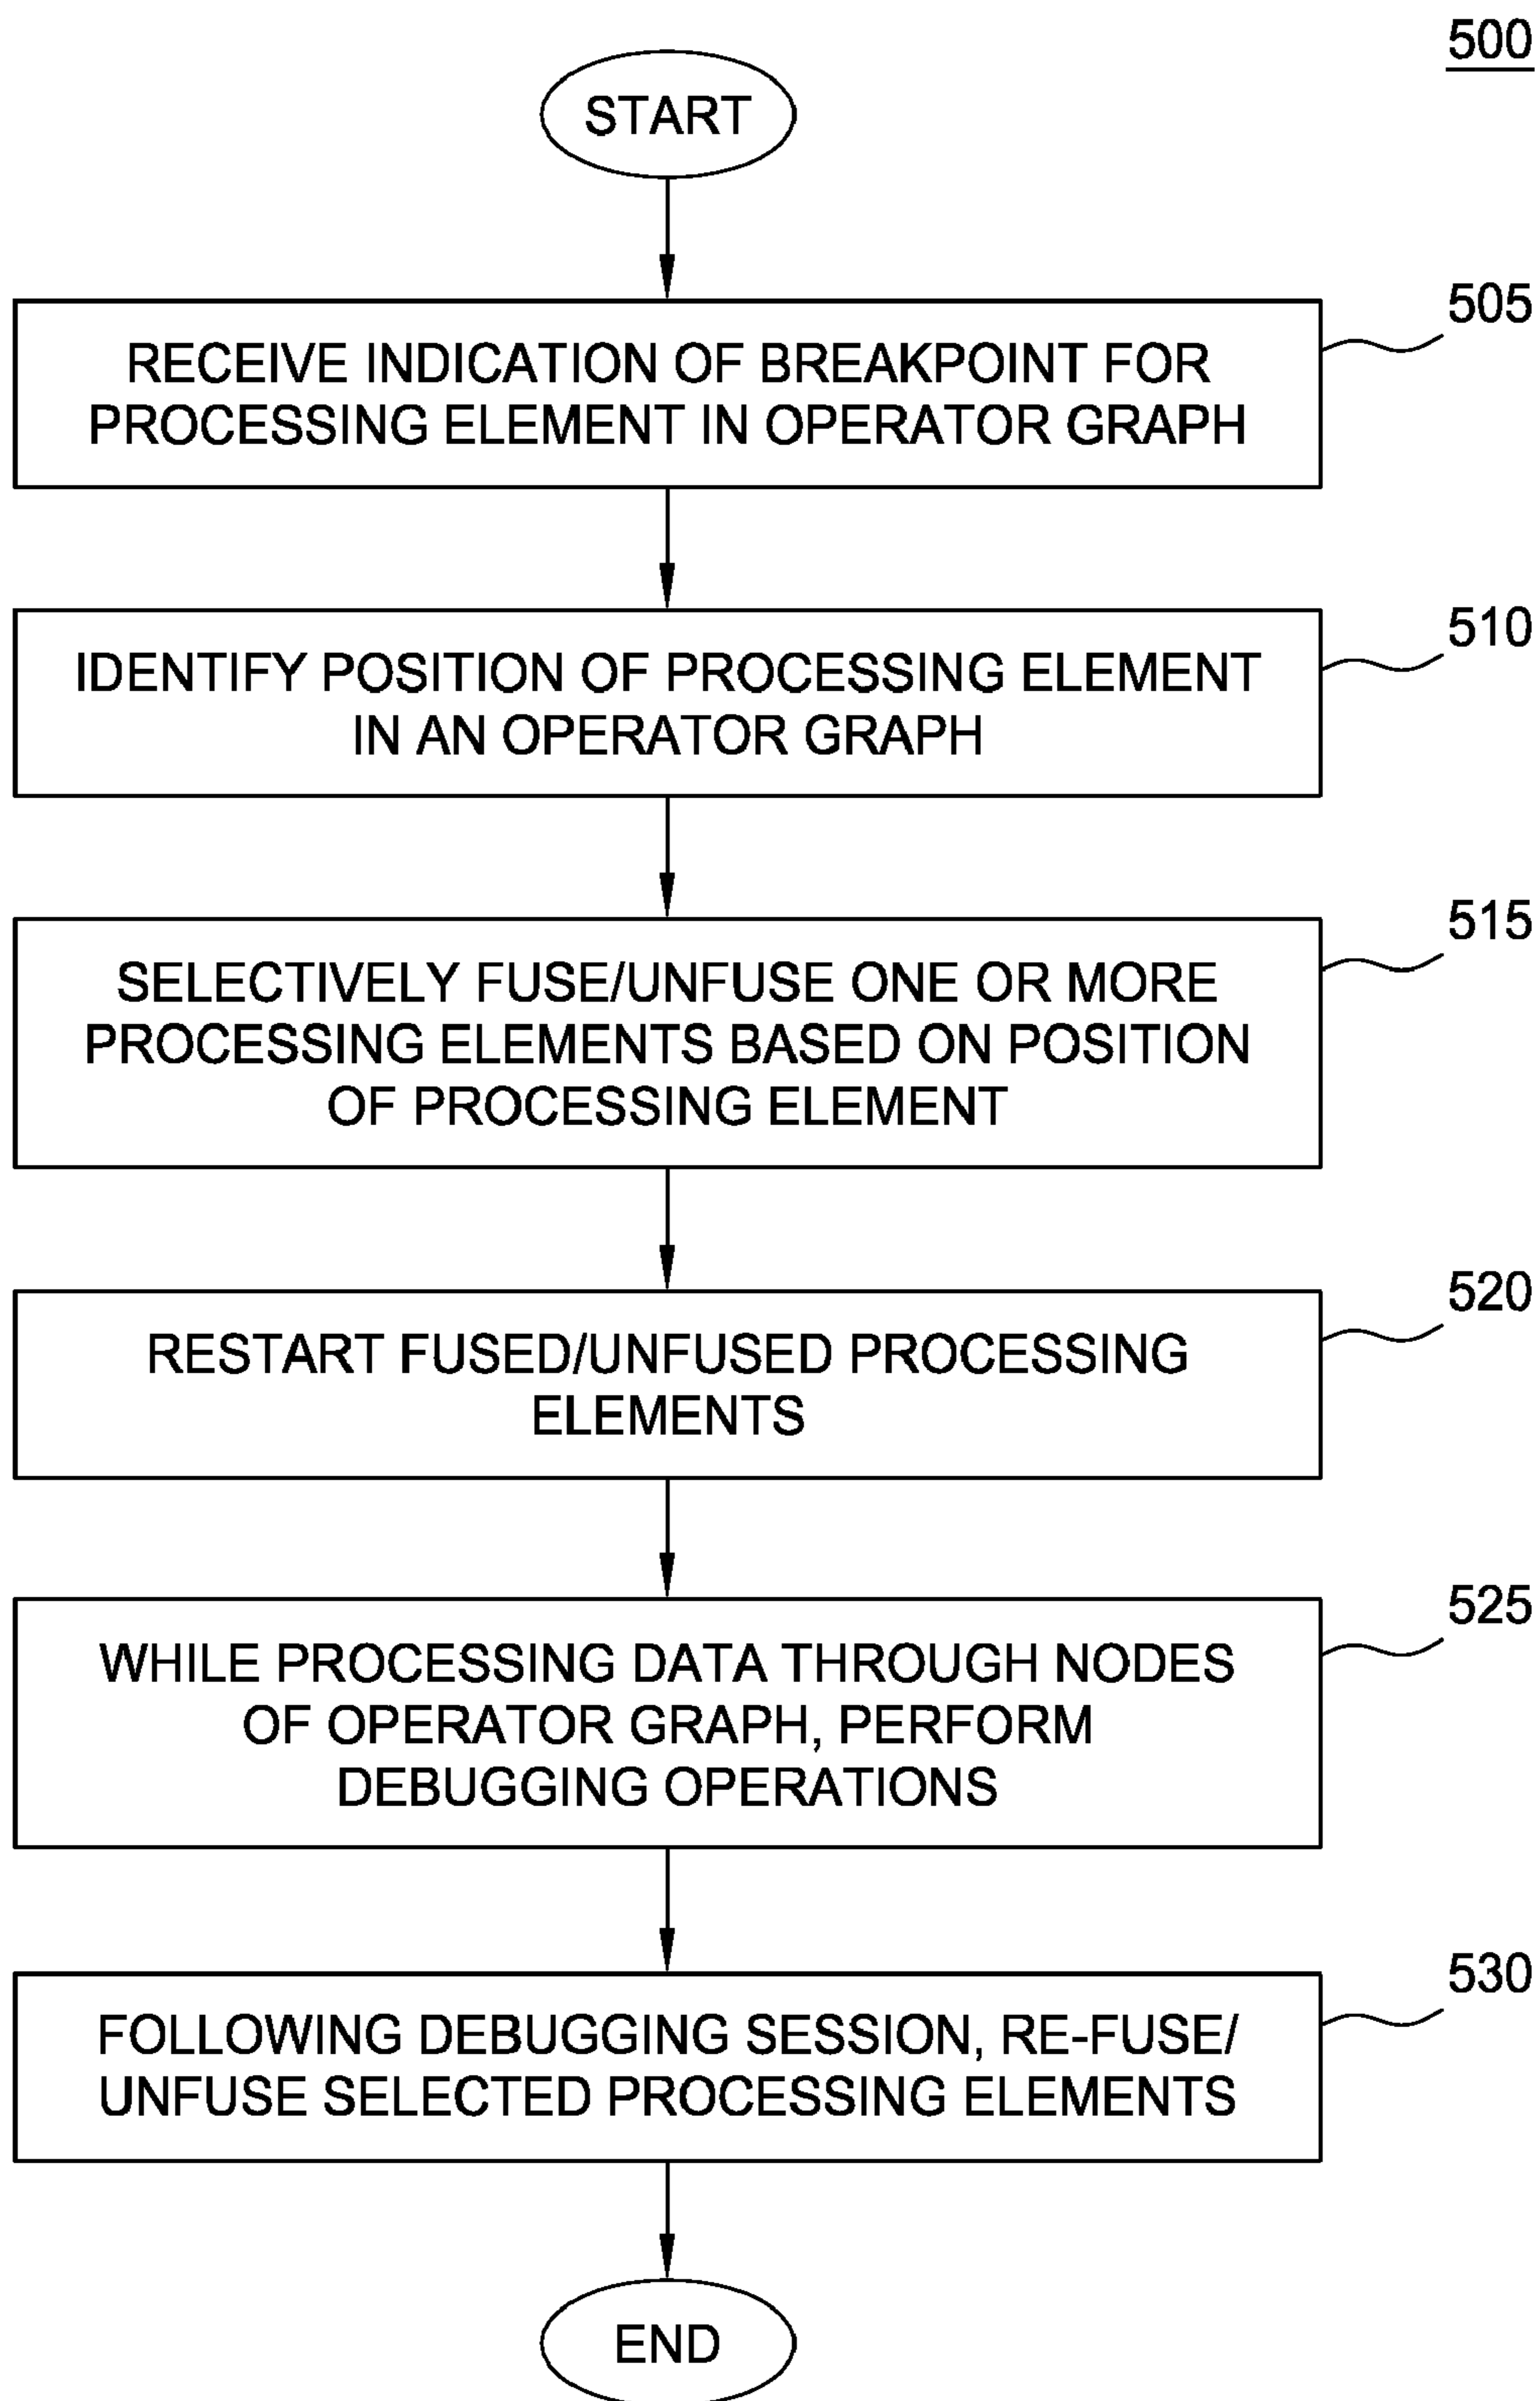 500
START
505
RECEIVE INDICATION OF BREAKPOINT FOR
PROCESSING ELEMENT IN OPERATOR GRAPH
510
IDENTIFY POSITION OF PROCESSING ELEMENT
IN AN OPERATOR GRAPH
515
SELECTIVELY FUSE/UNFUSE ONE OR MORE
PROCESSING ELEMENTS BASED ON POSITION
OF PROCESSING ELEMENT
520
RESTART FUSED/UNFUSED PROCESSING
ELEMENTS
525
WHILE PROCESSING DATA THROUGH NODES
OF OPERATOR GRAPH, PERFORM
DEBUGGING OPERATIONS
530
FOLLOWING DEBUGGING SESSION, RE-FUSE/
UNFUSE SELECTED PROCESSING ELEMENTS
END